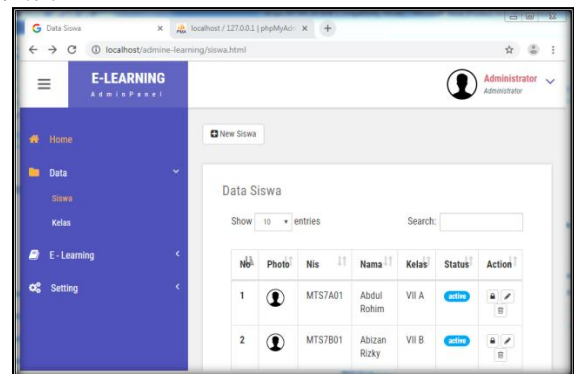 Data Siswa
localhost / 127.0.0.1 | phpMyAdm
localhost/admine-learning/siswa.html
E-LEARNING
AdminPanel
Administrator
Administrator
Home
New Siswa
Data
Siswa
Kelas
E - Learning
Setting
Data Siswa
Show 10 entries Search:
No Photo Nis Nama Kelas Status Action
1 MTS7A01 Abdul Rohim VII A active
2 MTS7B01 Abizan Rizky VII B active